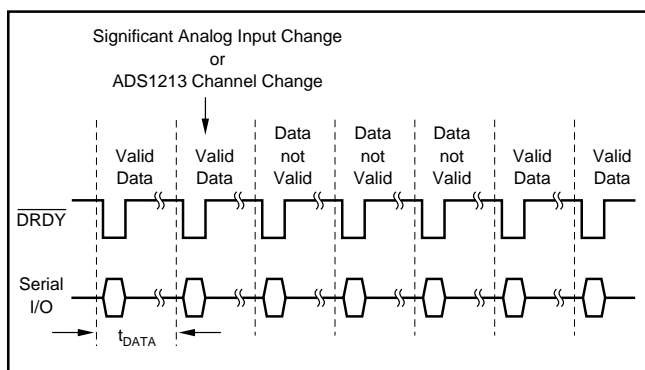 Significant Analog Input Change
or
ADS1213 Channel Change
Valid
Data
Valid
Data
Data
not
Valid
Data
not
Valid
Data
not
Valid
Valid
Data
Valid
Data
DRDY
Serial
I/O
tDATA